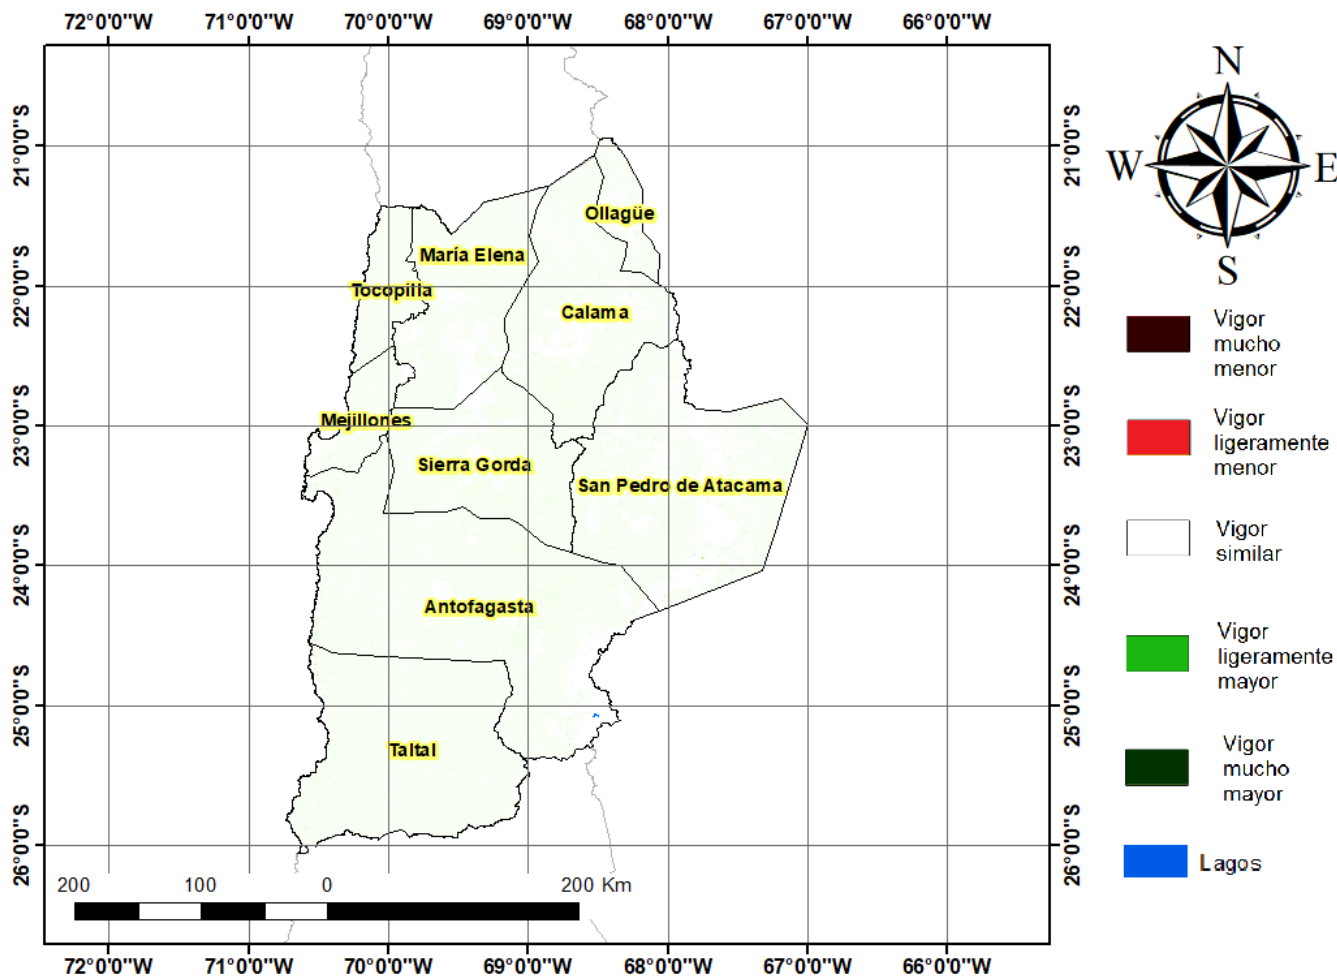 72°0'0"W 71°0'0"W 70°0'0"W 69°0'0"W 68°0'0"W 67°0'0"W 66°0'0"W
21°0'0"S
22°0'0"S
23°0'0"S
24°0'0"S
25°0'0"S
26°0'0"S
Ollagüe
María Elena
Tocopilla
Calama
Mejillones
Sierra Gorda
San Pedro de Atacama
Antofagasta
Taltal
200 100 0 200 Km
21°0'0"S
22°0'0"S
23°0'0"S
24°0'0"S
25°0'0"S
26°0'0"S
72°0'0"W 71°0'0"W 70°0'0"W 69°0'0"W 68°0'0"W 67°0'0"W 66°0'0"W
N
W E
S
Vigor
mucho
menor
Vigor
ligeramente
menor
Vigor
similar
Vigor
ligeramente
mayor
Vigor
mucho
mayor
Lagos